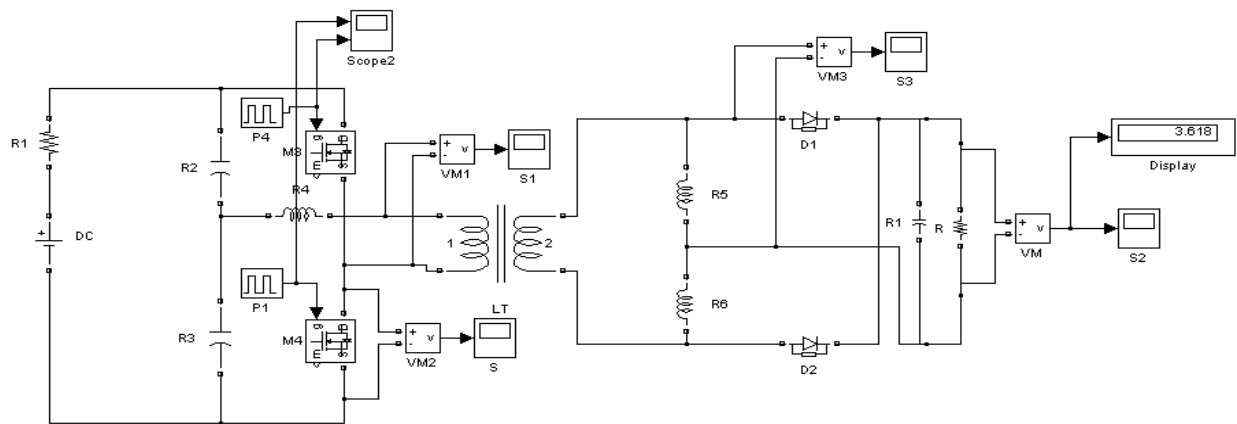 Scope2
VM3
S3
P4
R1
M3
VM1
S1
D1
3.618
Display
R2
R4
R5
R1
R
VM
S2
+
DC
1
2
P1
R3
M4
LT
VM2
S
R6
D2
g
D
m
s
g
D
m
s
+
-
v
+
-
v
+
-
v
+
-
v